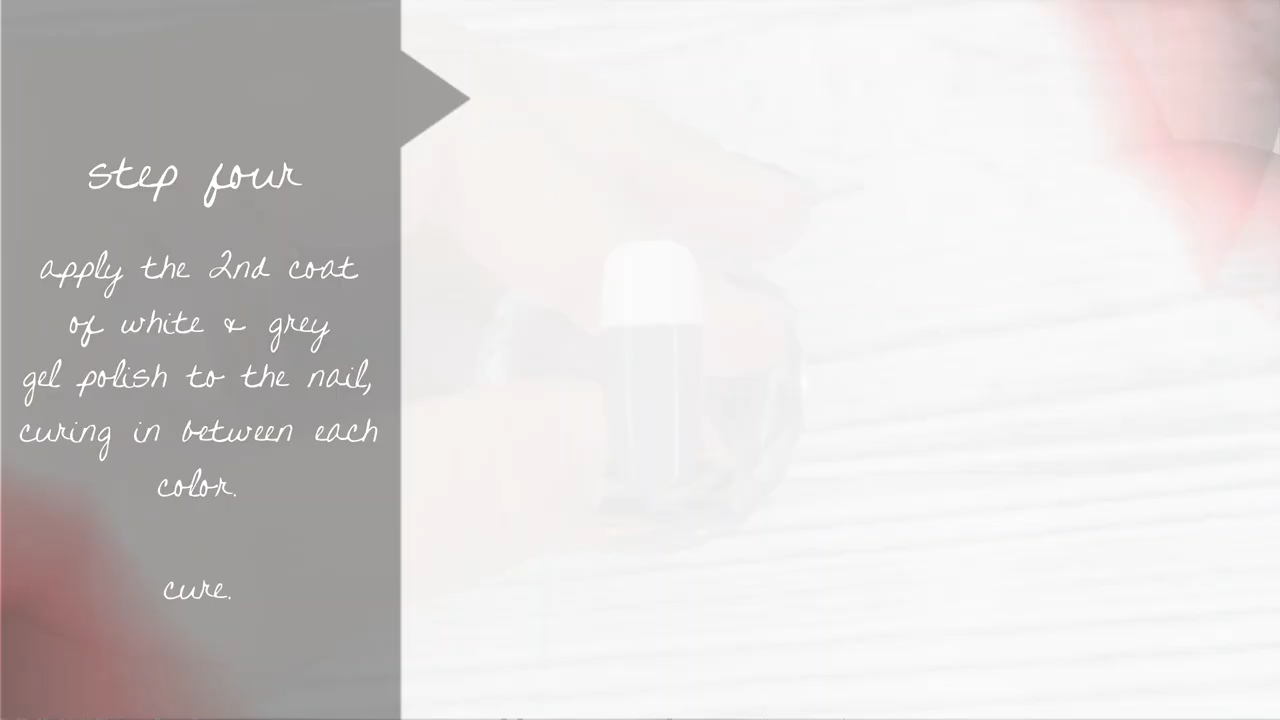 step four
apply the 2nd coat
of white & grey
gel polish to the nail,
curing in between each
color.
cure.